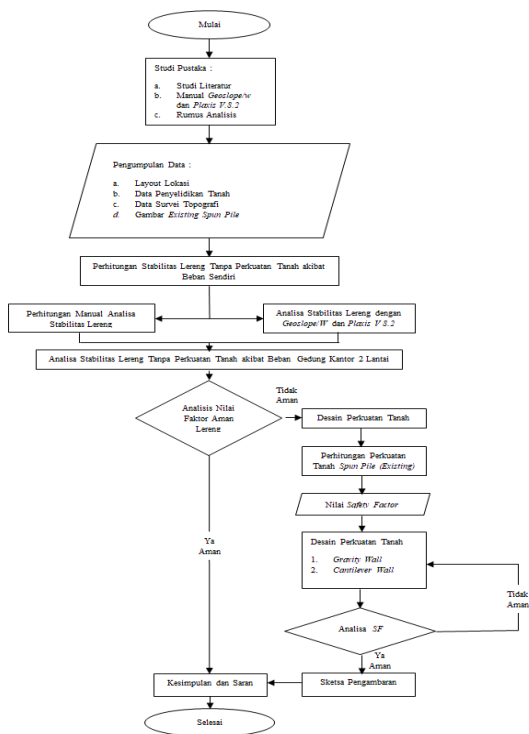 Mulai
Studi Pustaka :
a. Studi Literatur
b. Manual Geoslope/w
dan Plaxis V.8.2
c. Rumus Analisis
Pengumpulan Data :
a. Layout Lokasi
b. Data Penyelidikan Tanah
c. Data Survei Topografi
d. Gambar Existing Spun Pile
Perhitungan Stabilitas Lereng Tanpa Perkuatan Tanah akibat
Beban Sendiri
Perhitungan Manual Analisa
Stabilitas Lereng
Analisa Stabilitas Lereng dengan
Geoslope/W dan Plaxis V 8.2
Analisa Stabilitas Lereng Tanpa Perkuatan Tanah akibat Beban Gedung Kantor 2 Lantai
Analisis Nilai
Faktor Aman
Lereng
Tidak
Aman
Desain Perkuatan Tanah
Perhitungan Perkuatan
Tanah Spun Pile (Existing)
Nilai Safety Factor
Ya
Aman
Desain Perkuatan Tanah
1. Gravity Wall
2. Cantilever Wall
Tidak
Aman
Analisa SF
Ya
Aman
Kesimpulan dan Saran
Sketsa Pengambaran
Selesai